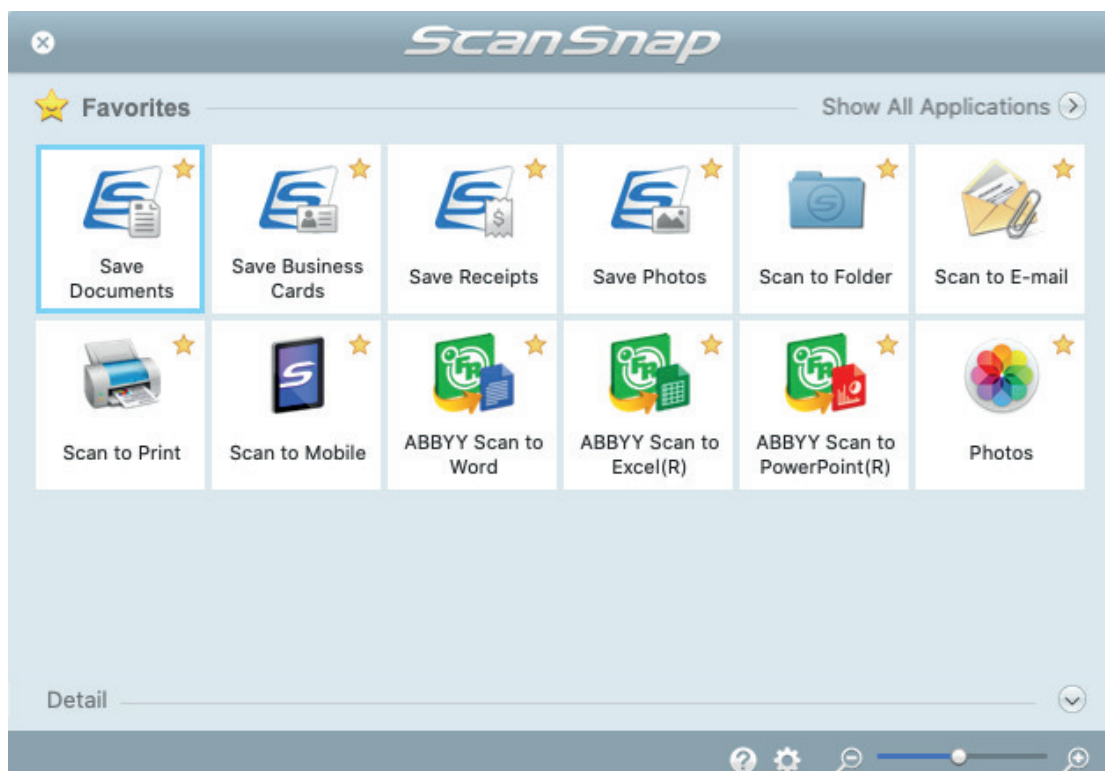 ScanSnap
Favorites
Show All Applications
Save
Documents
Save Business
Cards
Save Receipts
Save Photos
Scan to Folder
Scan to E-mail
Scan to Print
Scan to Mobile
ABBYY Scan to
Word
ABBYY Scan to
Excel(R)
ABBYY Scan to
PowerPoint(R)
Photos
Detail